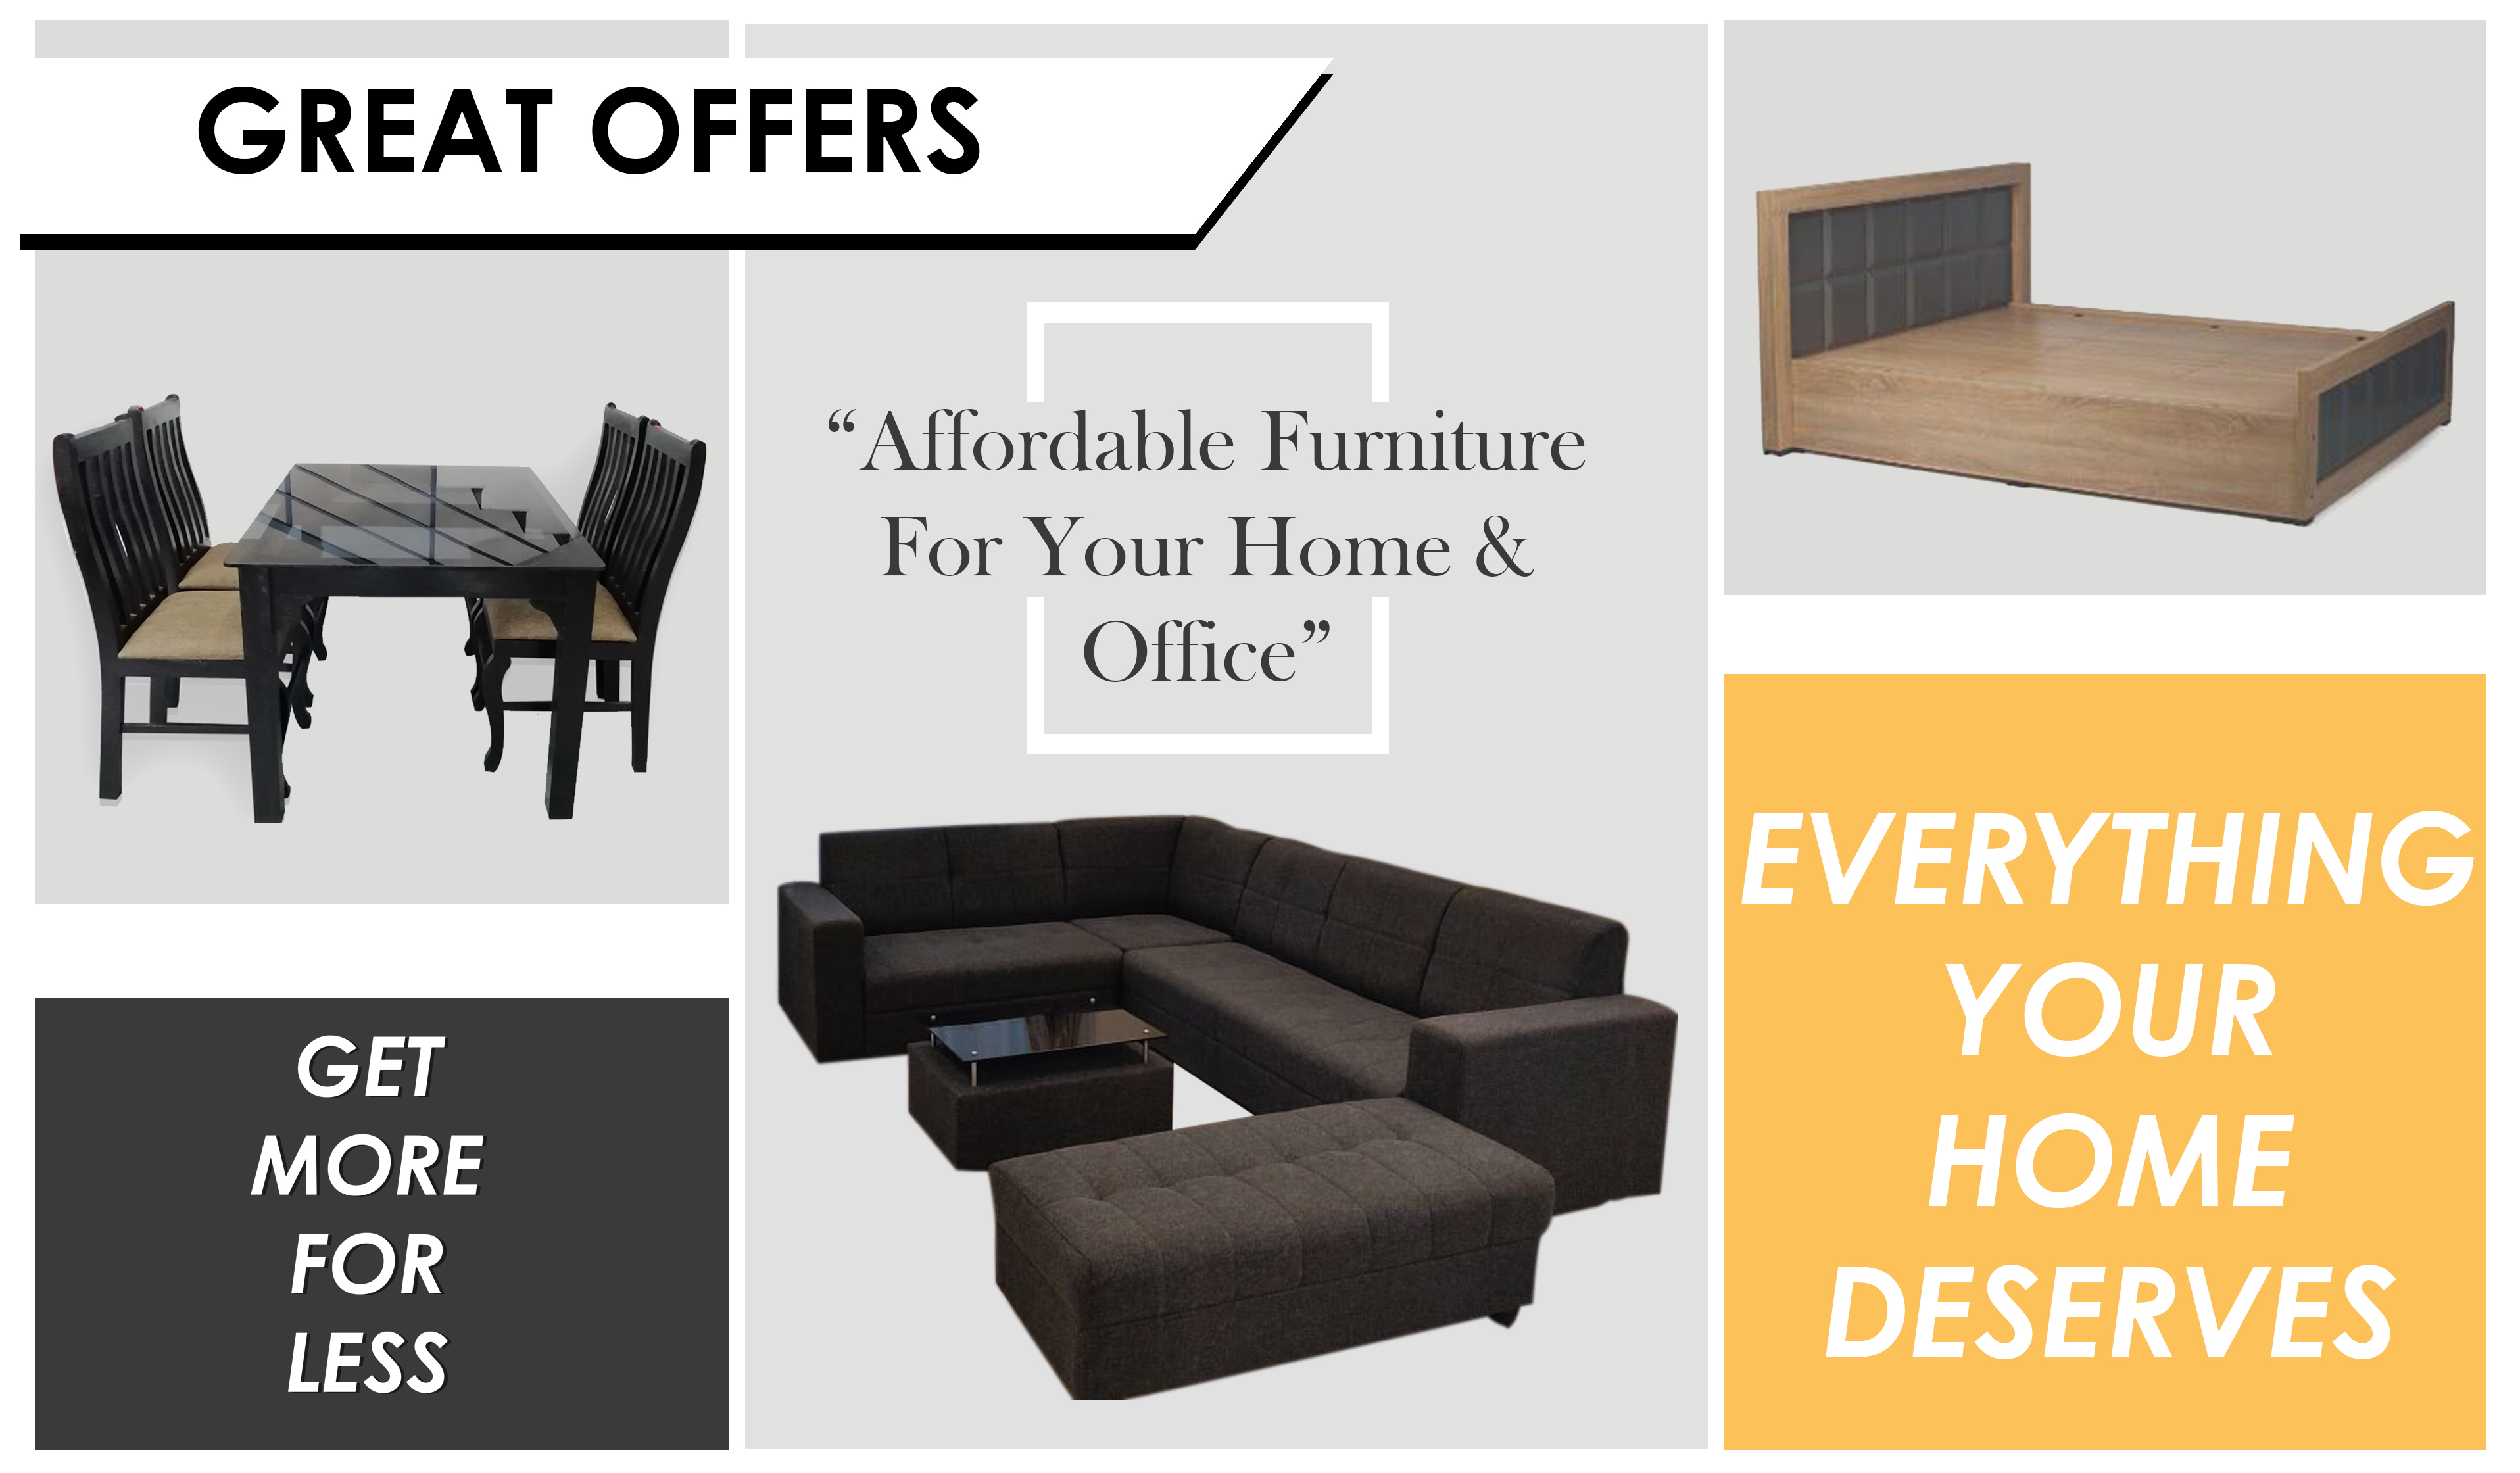 GREAT OFFERS
“Affordable Furniture
For Your Home &
Office”
GET
MORE
FOR
LESS
EVERYTHING
YOUR
HOME
DESERVES